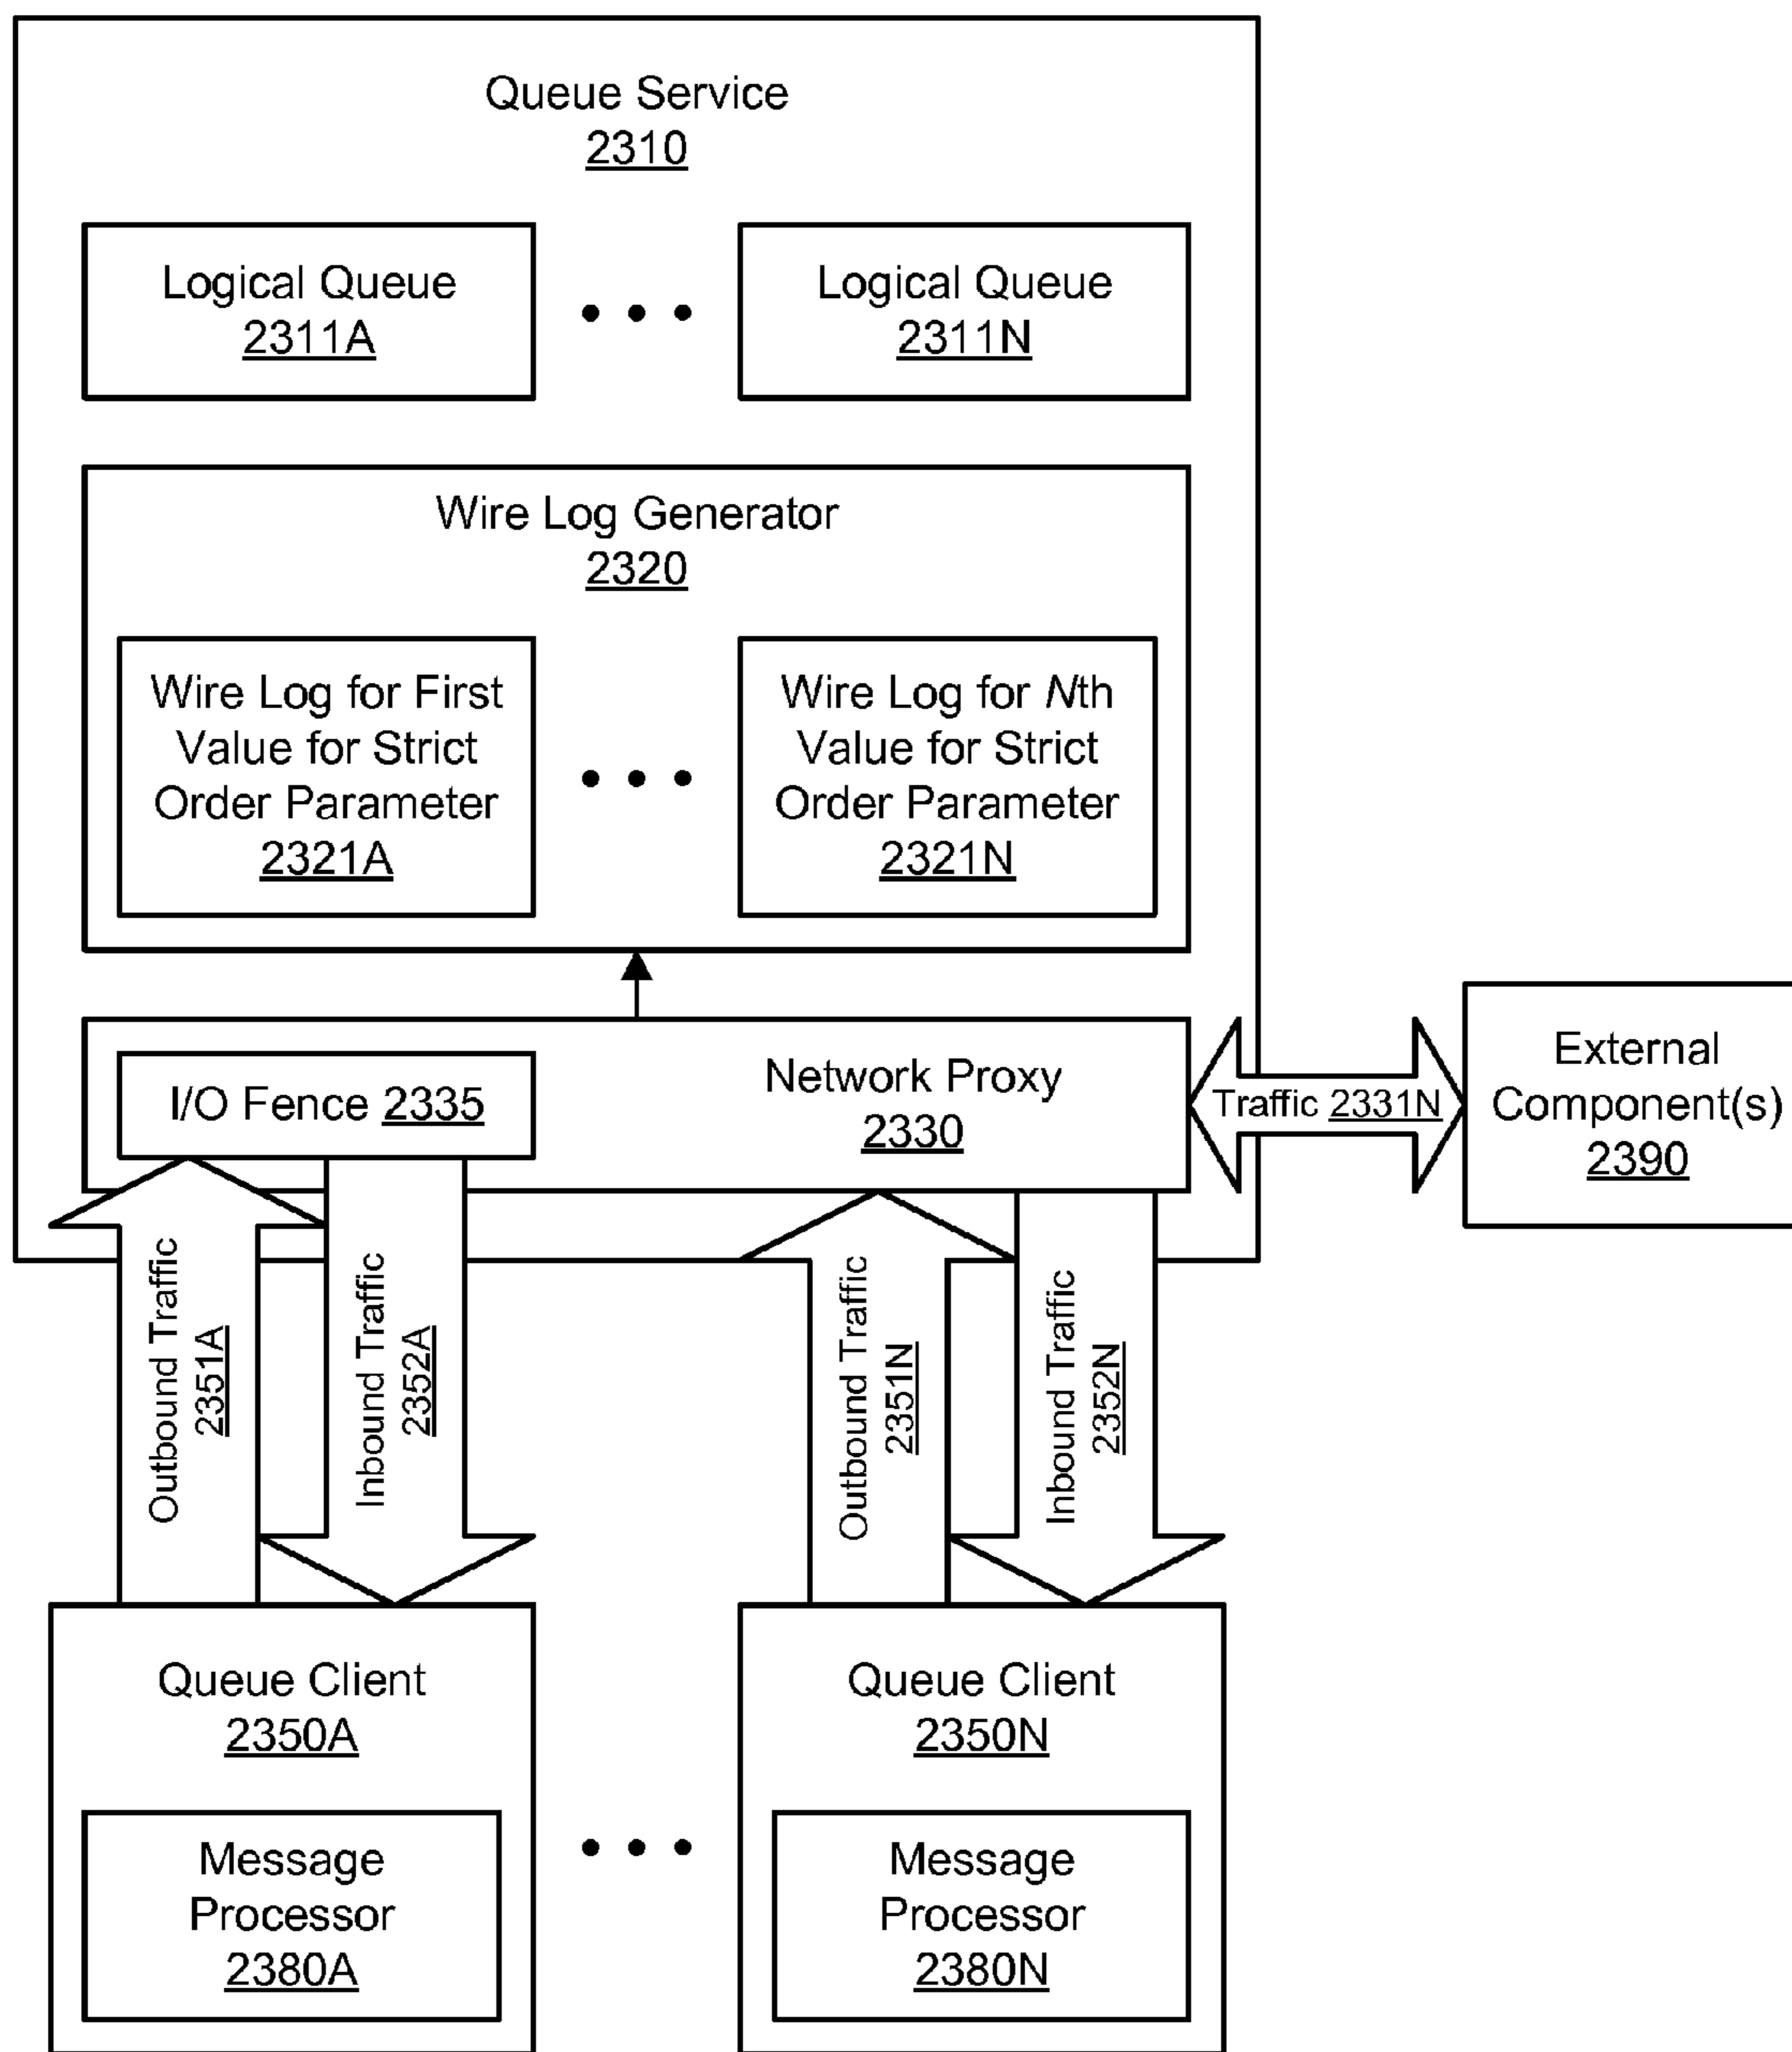 Queue Service
2310
Logical Queue
2311A
Logical Queue
2311N
Wire Log Generator
2320
Wire Log for First
Value for Strict
Order Parameter
2321A
Wire Log for Nth
Value for Strict
Order Parameter
2321N
I/O Fence 2335
Network Proxy
2330
Traffic 2331N
External
Component(s)
2390
Outbound Traffic
2351A
Inbound Traffic
2352A
Outbound Traffic
2351N
Inbound Traffic
2352N
Queue Client
2350A
Message
Processor
2380A
Queue Client
2350N
Message
Processor
2380N